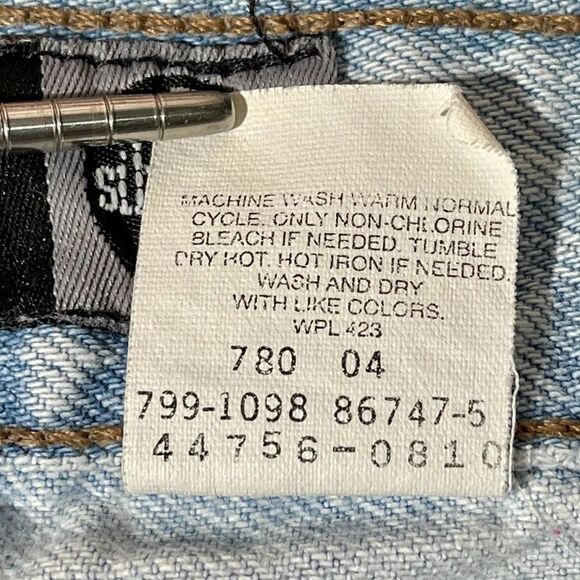 MACHINE WASH WARM NORMAL
CYCLE. ONLY NON-CHLORINE
BLEACH IF NEEDED. TUMBLE
DRY HOT. HOT IRON IF NEEDED.
WASH AND DRY
WITH LIKE COLORS.
WPL 423
780 04
799-1098 86747-5
44756-0810